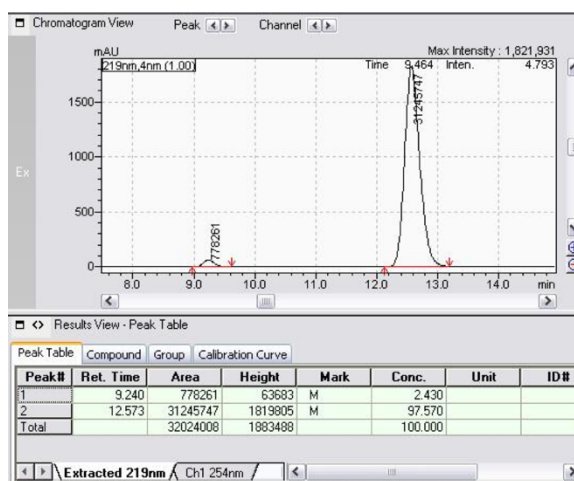 Chromatogram View Peak Channel
mAU Max Intensity : 1,821,931
219nm,4nm (1.00) Time 9.464 Inten. 4.793
31245747
1500
1000
Ex
500
778261
0
8.0 9.0 10.0 11.0 12.0 13.0 14.0 min
Results View - Peak Table
Peak Table Compound Group Calibration Curve
Peak# Ret. Time Area Height Mark Conc. Unit ID#
1 9.240 778261 63683 M 2.430
2 12.573 31245747 1819805 M 97.570
Total 32024008 1883488 100.000
Extracted 219nm Ch1 254nm